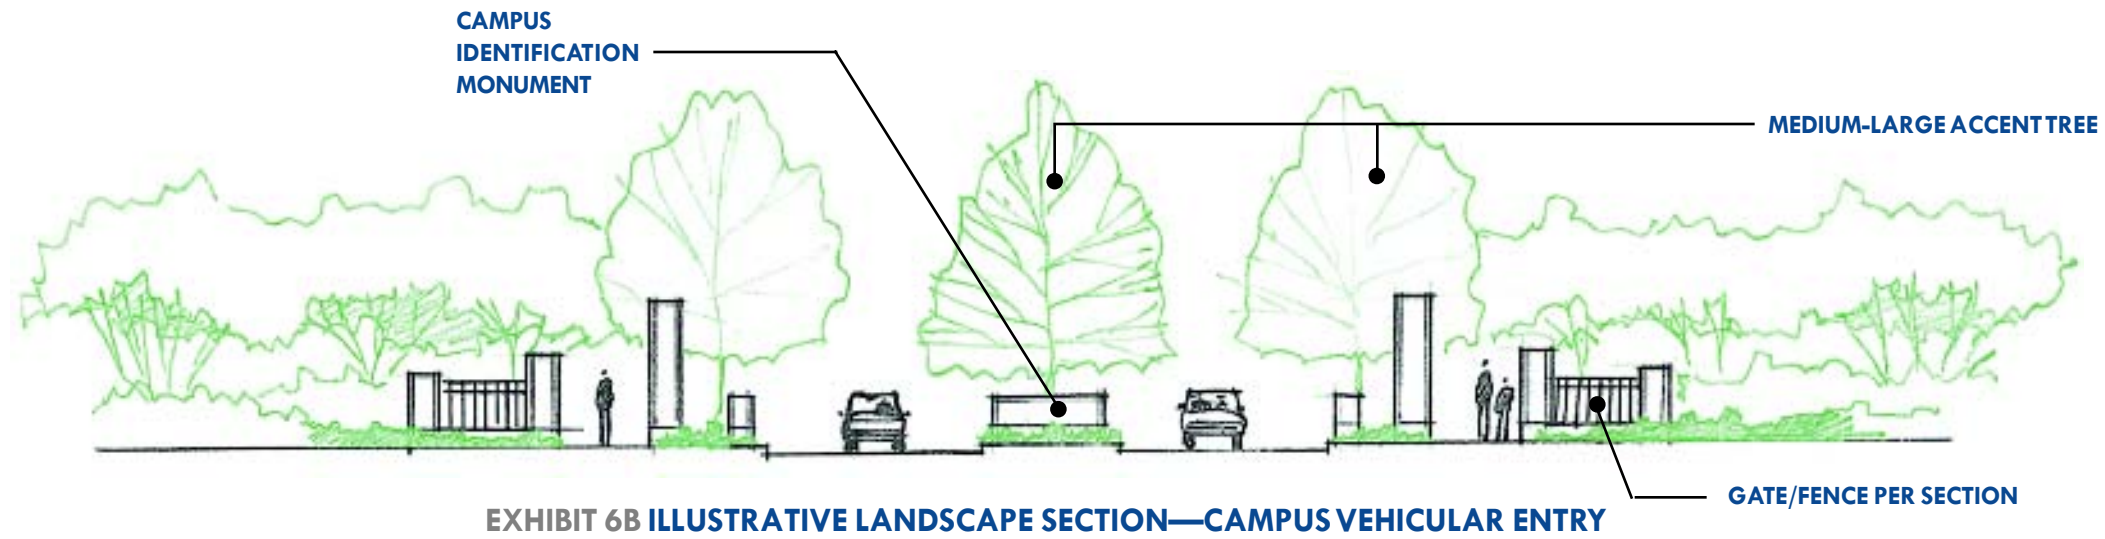 CAMPUS
IDENTIFICATION
MONUMENT
MEDIUM-LARGE ACCENT TREE
GATE/FENCE PER SECTION
EXHIBIT 6B ILLUSTRATIVE LANDSCAPE SECTION—CAMPUS VEHICULAR ENTRY